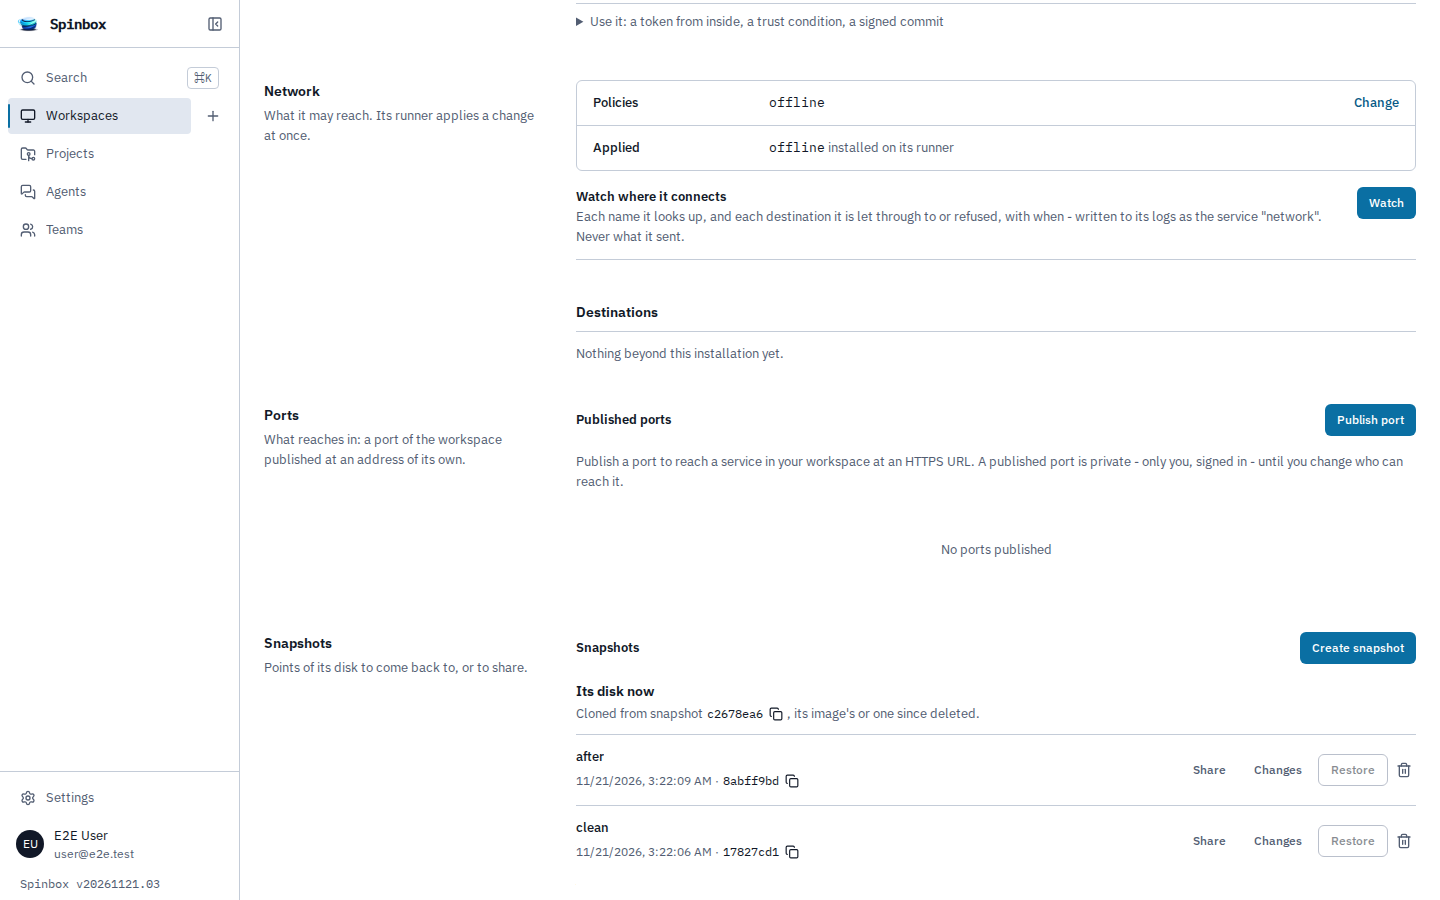 Spinbox
Search
⌘K
Workspaces
Projects
Agents
Teams
Settings
EU
E2E User
user@e2e.test
Spinbox v20261121.03
Use it: a token from inside, a trust condition, a signed commit
Network
What it may reach. Its runner applies a change
at once.
Policies
offline
Change
Applied
offline installed on its runner
Watch where it connects
Each name it looks up, and each destination it is let through to or refused, with when - written to its logs as the service "network".
Never what it sent.
Watch
Destinations
Nothing beyond this installation yet.
Ports
What reaches in: a port of the workspace
published at an address of its own.
Published ports
Publish port
Publish a port to reach a service in your workspace at an HTTPS URL. A published port is private - only you, signed in - until you change who can
reach it.
No ports published
Snapshots
Points of its disk to come back to, or to share.
Snapshots
Create snapshot
Its disk now
Cloned from snapshot c2678ea6 , its image's or one since deleted.
after
11/21/2026, 3:22:09 AM · 8abff9bd
Share
Changes
Restore
clean
11/21/2026, 3:22:06 AM · 17827cd1
Share
Changes
Restore